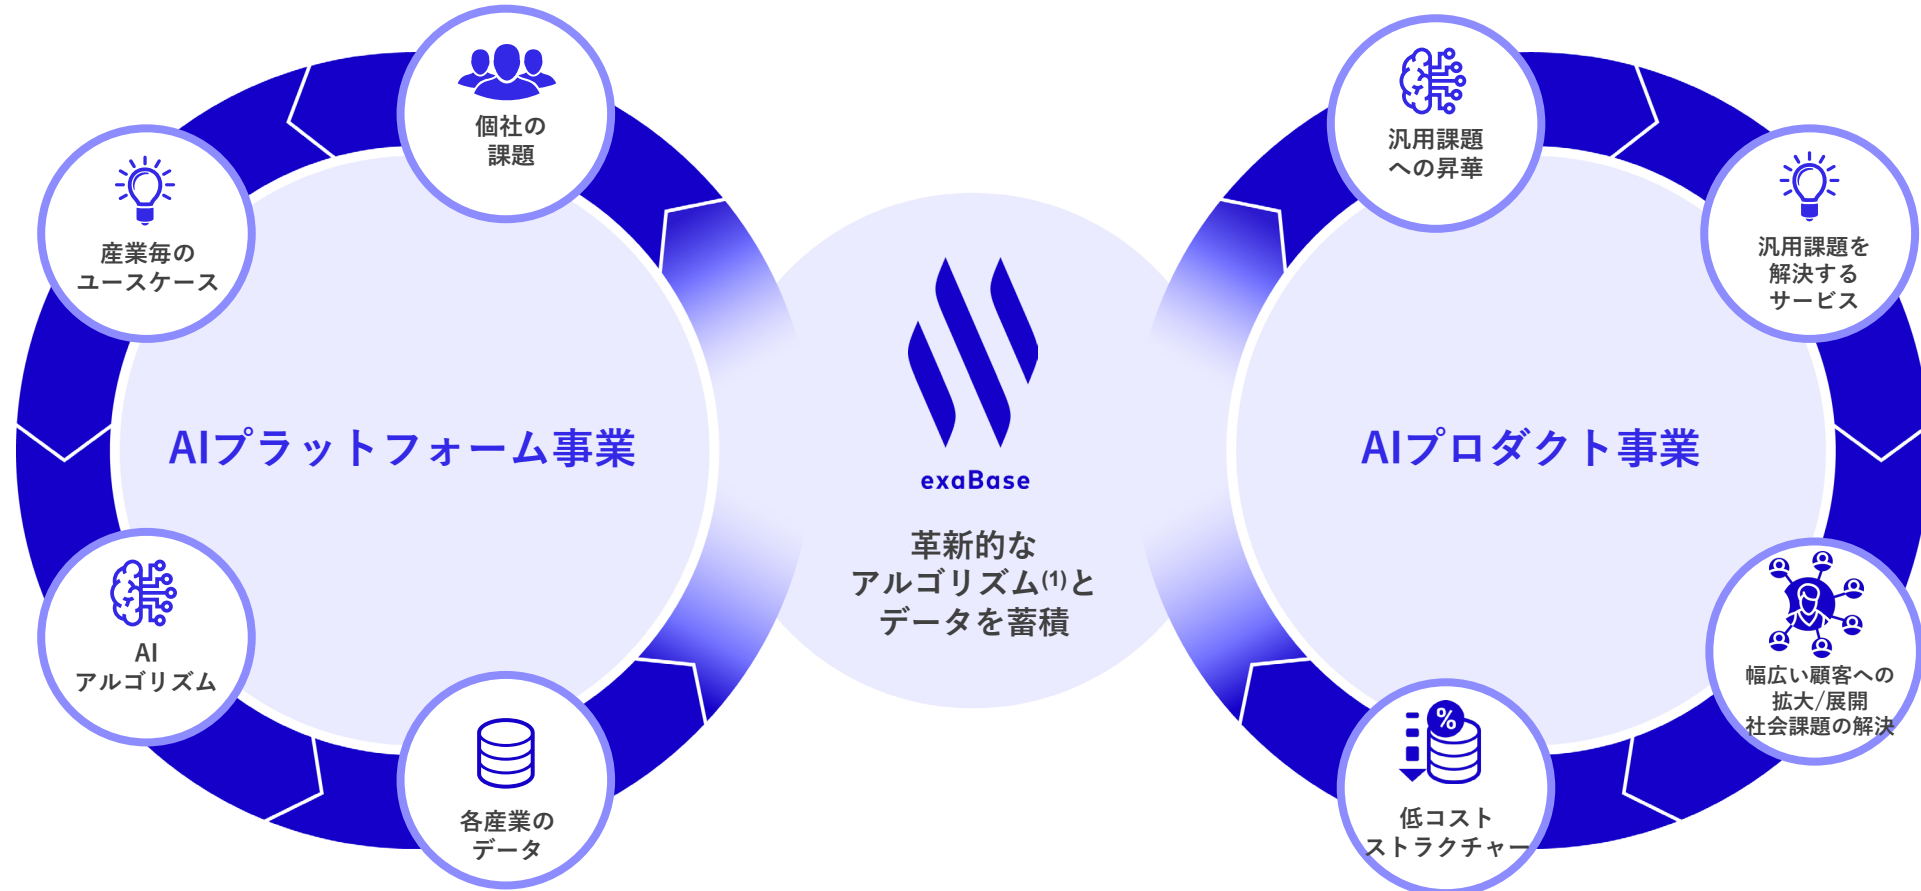 個社の
課題
産業毎の
ユースケース
AIプラットフォーム事業
AI
アルゴリズム
各産業の
データ
exaBase
革新的な
アルゴリズム(1)と
データを蓄積
汎用課題
への昇華
汎用課題を
解決する
サービス
AIプロダクト事業
幅広い顧客への
拡大/展開
社会課題の解決
%
低コスト
ストラクチャー